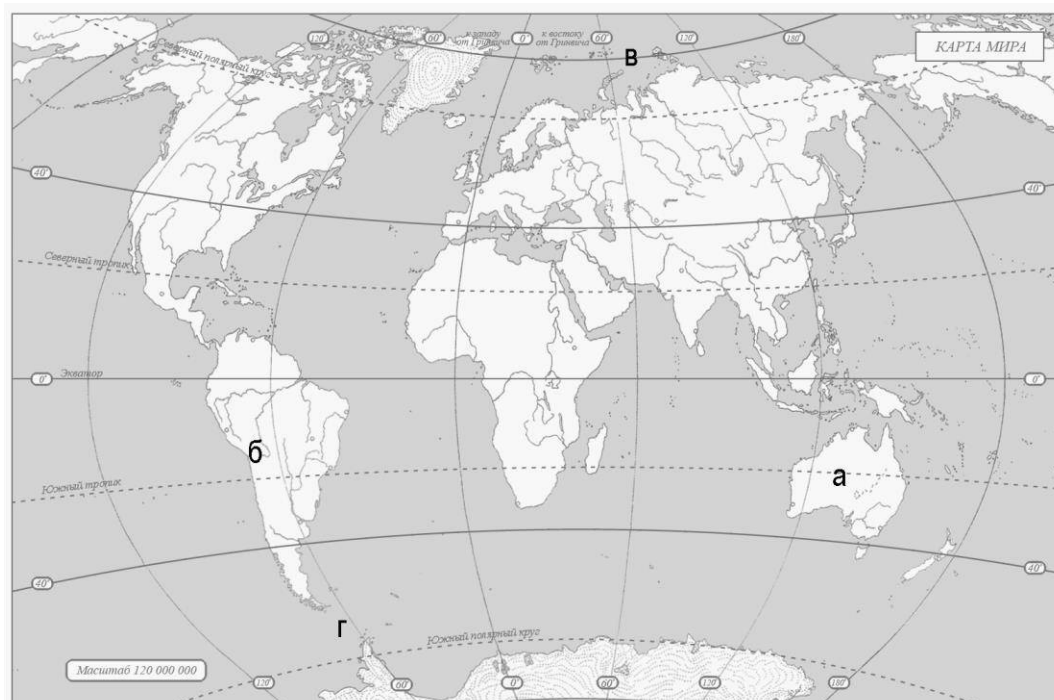 120° 60° к западу от Гринвича 0° к востоку от Гринвича 60° 120° 180°
КАРТА МИРА
в
Северный полярный круг
40° 40°
Северный тропик
0° Экватор 0°
б
а
Южный тропик
40° 40°
г
Южный полярный круг
Масштаб 120 000 000
120° 60° 0° 60° 120° 180°